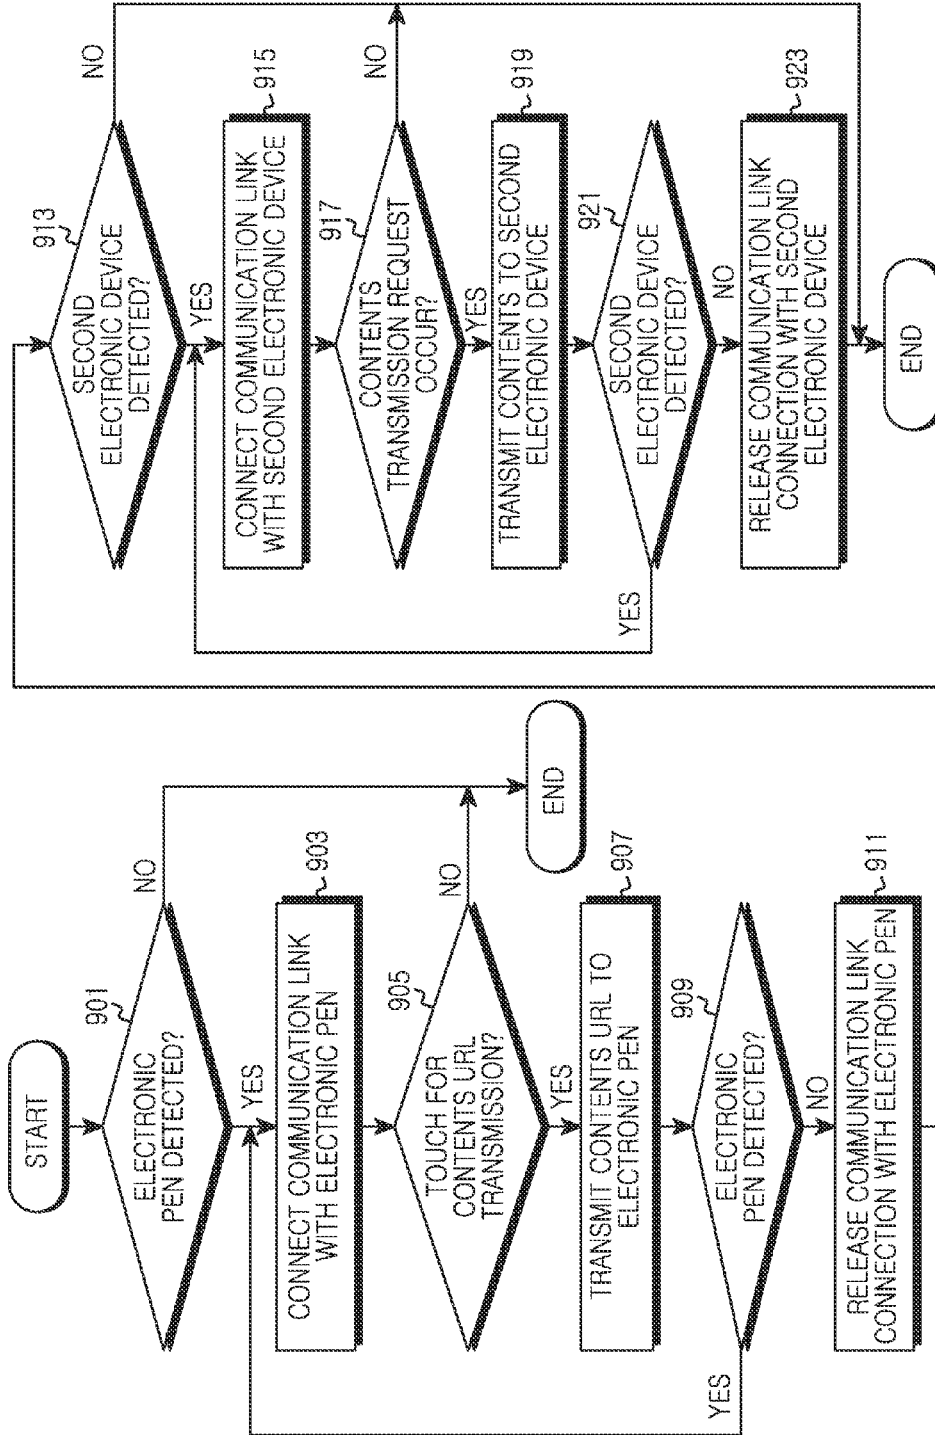 START
901
ELECTRONIC
PEN DETECTED?
NO
YES
903
CONNECT COMMUNICATION LINK
WITH ELECTRONIC PEN
905
TOUCH FOR
CONTENTS URL
TRANSMISSION?
NO
YES
907
TRANSMIT CONTENTS URL TO
ELECTRONIC PEN
909
ELECTRONIC
PEN DETECTED?
YES
NO
911
RELEASE COMMUNICATION LINK
CONNECTION WITH ELECTRONIC PEN
END
913
SECOND
ELECTRONIC DEVICE
DETECTED?
NO
YES
915
CONNECT COMMUNICATION LINK
WITH SECOND ELECTRONIC DEVICE
917
CONTENTS
TRANSMISSION REQUEST
OCCUR?
NO
YES
919
TRANSMIT CONTENTS TO SECOND
ELECTRONIC DEVICE
921
SECOND
ELECTRONIC DEVICE
DETECTED?
YES
NO
923
RELEASE COMMUNICATION LINK
CONNECTION WITH SECOND
ELECTRONIC DEVICE
END